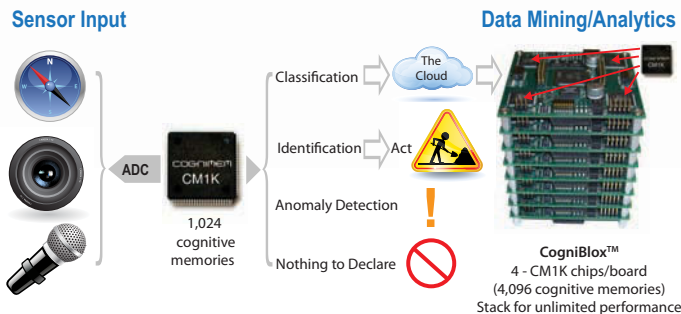 Sensor Input
Data Mining/Analytics
N
W
E
S
ADC
COGNIMEM
CM1K
1,024
cognitive
memories
Classification
The
Cloud
Identification
Act
Anomaly Detection
!
Nothing to Declare
CogniBlox™
4 - CM1K chips/board
(4,096 cognitive memories)
Stack for unlimited performance